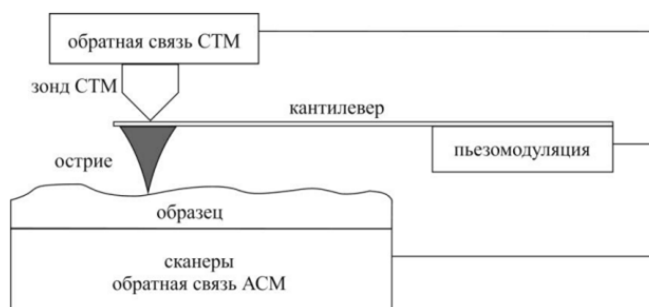 обратная связь СТМ
зонд СТМ
кантилевер
пьезомодуляция
острие
образец
сканеры
обратная связь АСМ